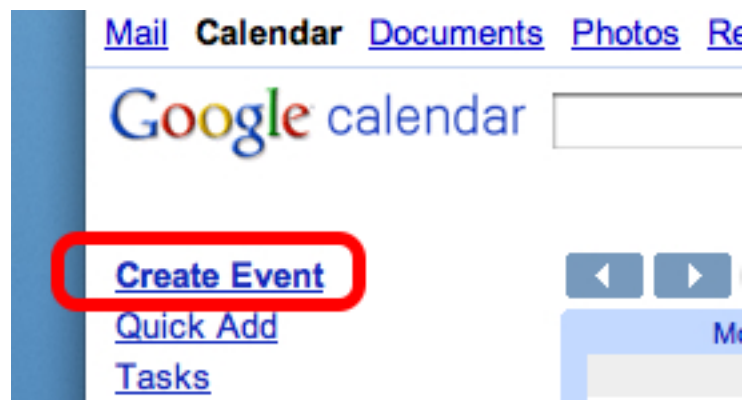 Mail Calendar Documents Photos
Google calendar
Create Event
Quick Add
Tasks